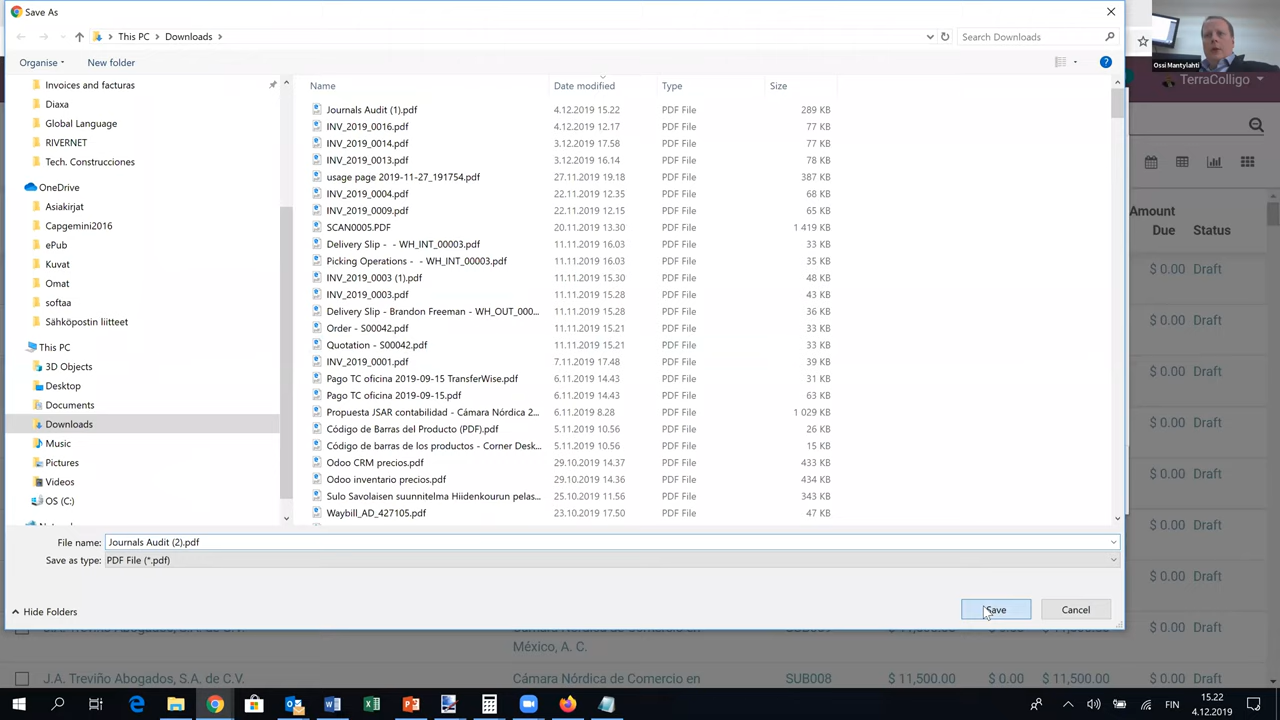 Save As
This PC
Downloads
Search Downloads
Organise
New folder
TerraColligo
Ossi Mantylahti
Invoices and facturas
Diaxa
Global Language
RIVERNET
Tech. Construcciones
OneDrive
Asiakirjat
Capgemini2016
ePub
Kuvat
Omat
softaa
Sähköpostin liitteet
This PC
3D Objects
Desktop
Documents
Downloads
Music
Pictures
Videos
OS (C:)
Name Date modified Type Size
Journals Audit (1).pdf 4.12.2019 15.22 PDF File 289 KB
INV_2019_0016.pdf 4.12.2019 12.17 PDF File 77 KB
INV_2019_0014.pdf 3.12.2019 17.58 PDF File 77 KB
INV_2019_0013.pdf 3.12.2019 16.14 PDF File 78 KB
usage page 2019-11-27_191754.pdf 27.11.2019 19.18 PDF File 387 KB
INV_2019_0004.pdf 22.11.2019 12.35 PDF File 68 KB
INV_2019_0009.pdf 22.11.2019 12.15 PDF File 65 KB
SCAN0005.PDF 20.11.2019 13.30 PDF File 1 419 KB
Delivery Slip - - WH_INT_00003.pdf 11.11.2019 16.03 PDF File 33 KB
Picking Operations - - WH_INT_00003.pdf 11.11.2019 16.03 PDF File 35 KB
INV_2019_0003 (1).pdf 11.11.2019 15.30 PDF File 48 KB
INV_2019_0003.pdf 11.11.2019 15.28 PDF File 43 KB
Delivery Slip - Brandon Freeman - WH_OUT_000... 11.11.2019 15.28 PDF File 36 KB
Order - S00042.pdf 11.11.2019 15.21 PDF File 33 KB
Quotation - S00042.pdf 11.11.2019 15.21 PDF File 33 KB
INV_2019_0001.pdf 7.11.2019 17.48 PDF File 39 KB
Pago TC oficina 2019-09-15 TransferWise.pdf 6.11.2019 14.43 PDF File 31 KB
Pago TC oficina 2019-09-15.pdf 6.11.2019 14.43 PDF File 63 KB
Propuesta JSAR contabilidad - Cámara Nórdica 2... 6.11.2019 8.28 PDF File 1 029 KB
Código de Barras del Producto (PDF).pdf 5.11.2019 10.56 PDF File 26 KB
Código de barras de los productos - Corner Desk... 5.11.2019 10.56 PDF File 15 KB
Odoo CRM precios.pdf 29.10.2019 14.37 PDF File 433 KB
Odoo inventario precios.pdf 29.10.2019 14.36 PDF File 434 KB
Sulo Savolaisen suunnitelma Hiidenkourun pelas... 25.10.2019 11.56 PDF File 343 KB
Waybill_AD_427105.pdf 23.10.2019 17.50 PDF File 47 KB
Amount
Due Status
$ 0.00 Draft
$ 0.00 Draft
$ 0.00 Draft
$ 0.00 Draft
$ 0.00 Draft
$ 0.00 Draft
$ 0.00 Draft
File name: Journals Audit (2).pdf
Save as type: PDF File (*.pdf)
Hide Folders
Save
Cancel
$ 0.00 Draft
México, A. C.
J.A. Treviño Abogados, S.A. de C.V. Cámara Nórdica de Comercio en SUB008 $ 11,500.00 $ 0.00 $ 11,500.00 $ 0.00 Draft
FIN
15.22
4.12.2019